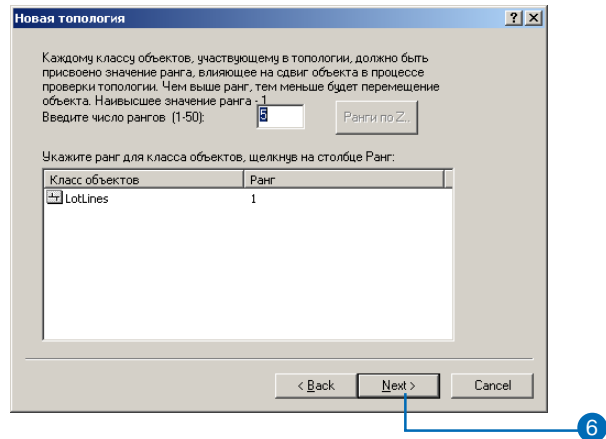 Новая топология
Каждому классу объектов, участвующему в топологии, должно быть
присвоено значение ранга, влияющее на сдвиг объекта в процессе
проверки топологии. Чем выше ранг, тем меньше будет перемещение
объекта. Наивысшее значение ранга - 1
Введите число рангов (1-50): 5 Ранги по Z..
Укажите ранг для класса объектов, щелкнув на столбце Ранг:
Класс объектов Ранг
LotLines 1
< Back Next > Cancel
6